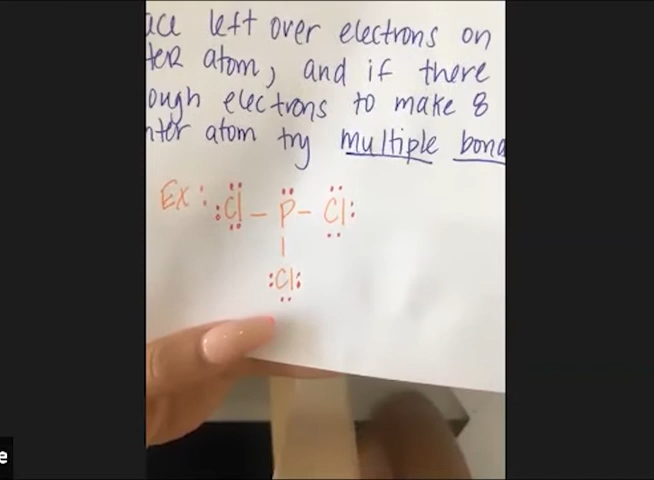 ace left over electrons on
ter atom, and if there
ough electrons to make 8
nter atom try multiple bond
Ex: :Cl - P - Cl:
|
:Cl:
e